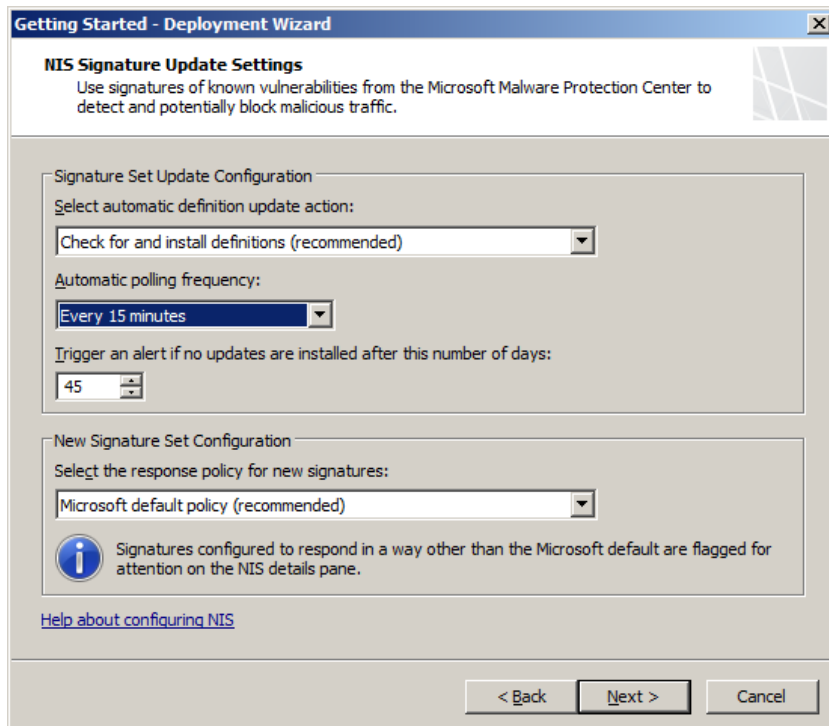 Getting Started - Deployment Wizard
NIS Signature Update Settings
Use signatures of known vulnerabilities from the Microsoft Malware Protection Center to
detect and potentially block malicious traffic.
Signature Set Update Configuration
Select automatic definition update action:
Check for and install definitions (recommended)
Automatic polling frequency:
Every 15 minutes
Trigger an alert if no updates are installed after this number of days:
45
New Signature Set Configuration
Select the response policy for new signatures:
Microsoft default policy (recommended)
Signatures configured to respond in a way other than the Microsoft default are flagged for
attention on the NIS details pane.
Help about configuring NIS
< Back Next > Cancel